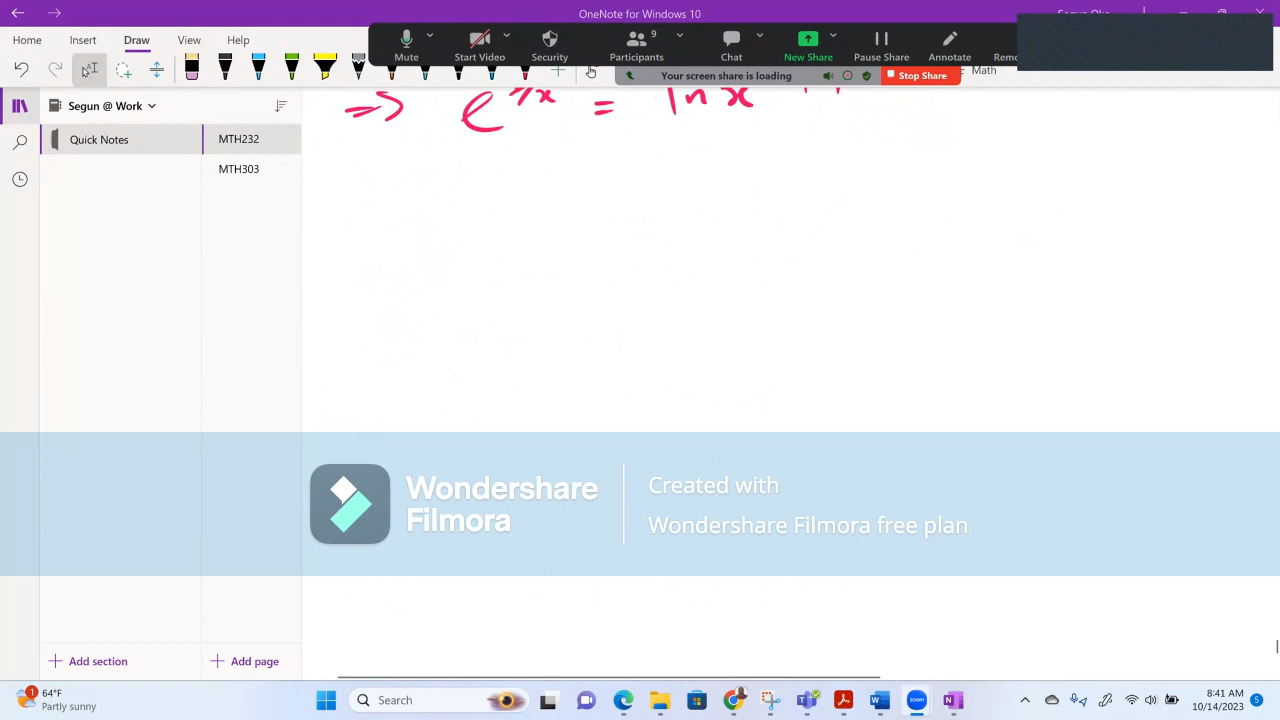 OneNote for Windows 10
Home Insert Draw View Help
Mute Start Video Security 9 Participants Chat New Share Pause Share Annotate
Your screen share is loading Stop Share Math
Segun @ Work
Quick Notes MTH232
MTH303
=> e = ln x
Wondershare Filmora
Created with
Wondershare Filmora free plan
+ Add section + Add page
1 64°F
Partly sunny
Search
8:41 AM
10/14/2023
5